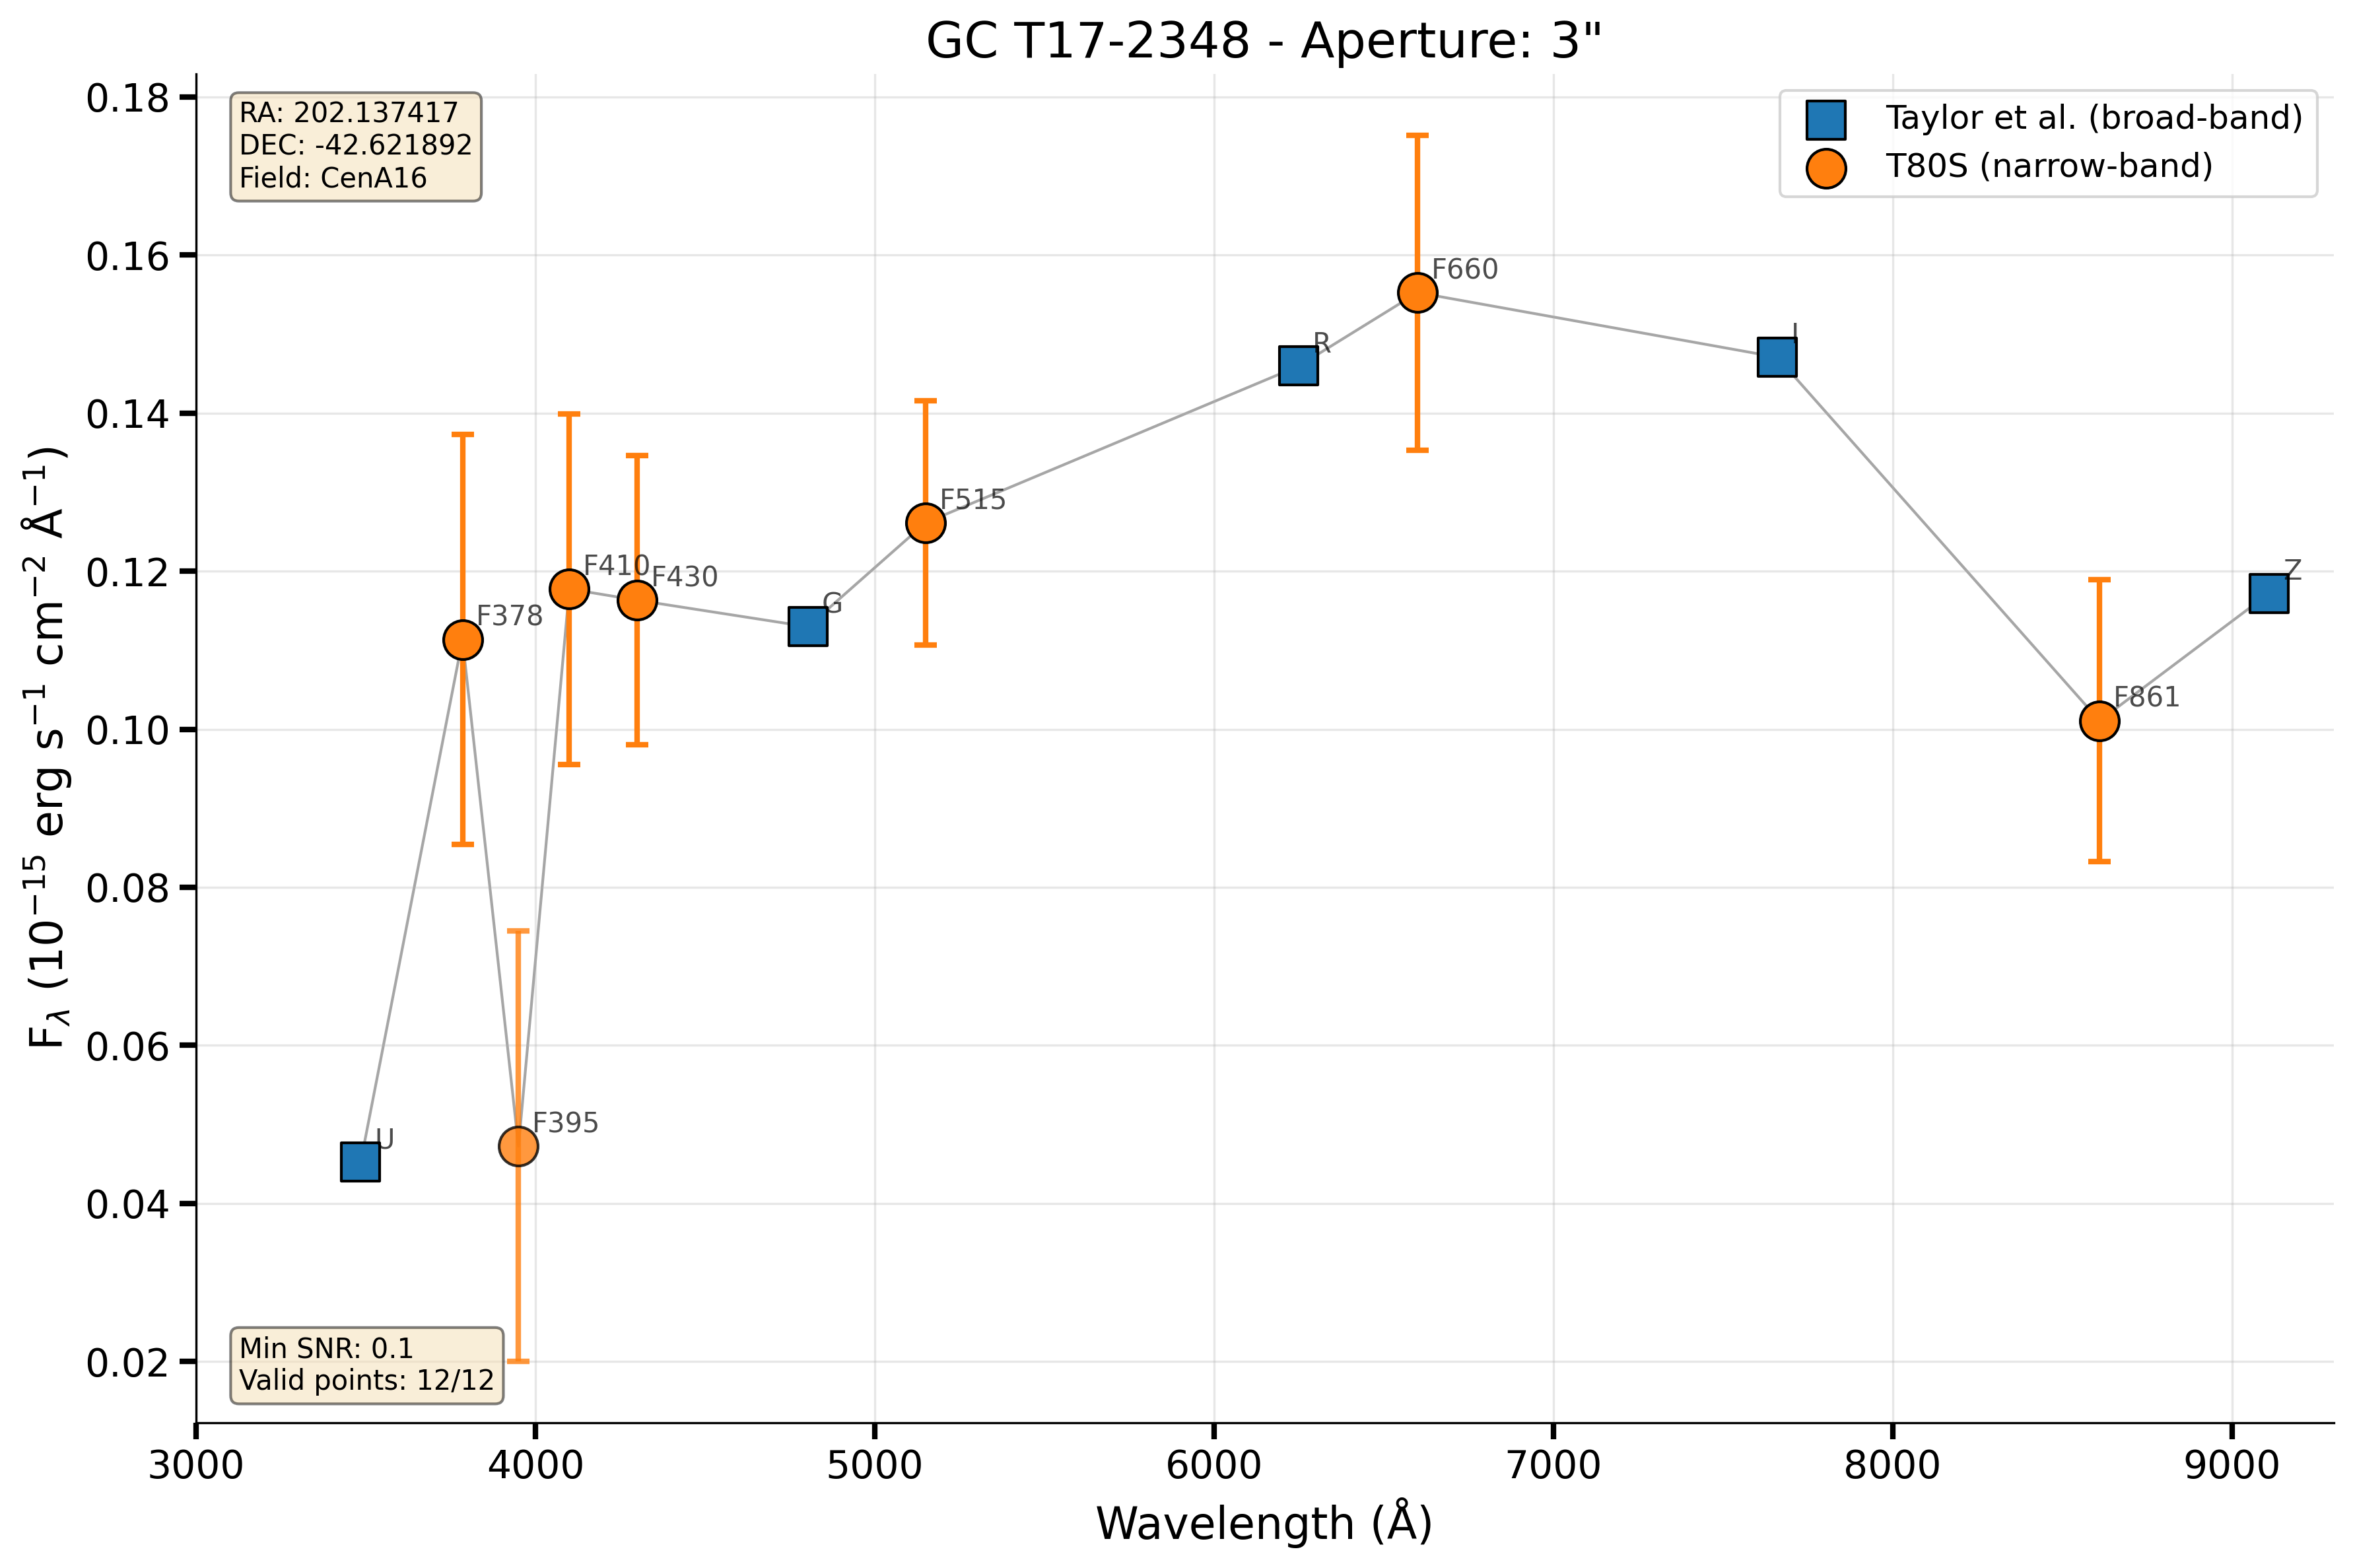 GC T17-2348 - Aperture: 3"
RA: 202.137417
DEC: -42.621892
Field: CenA16
Taylor et al. (broad-band)
T80S (narrow-band)
F_λ (10⁻¹⁵ erg s⁻¹ cm⁻² Å⁻¹)
0.18
0.16
0.14
0.12
0.10
0.08
0.06
0.04
0.02
U
F378
F395
F410
F430
G
F515
R
F660
I
F861
Z
Min SNR: 0.1
Valid points: 12/12
3000 4000 5000 6000 7000 8000 9000
Wavelength (Å)